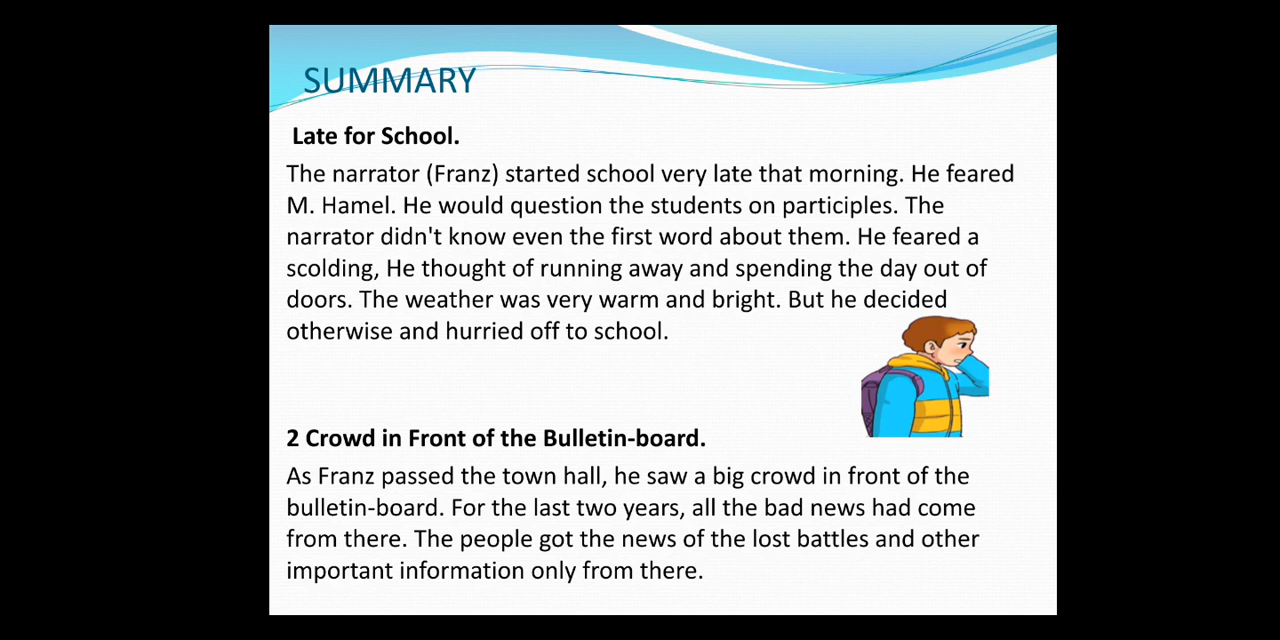 SUMMARY
Late for School.
The narrator (Franz) started school very late that morning. He feared
M. Hamel. He would question the students on participles. The
narrator didn't know even the first word about them. He feared a
scolding, He thought of running away and spending the day out of
doors. The weather was very warm and bright. But he decided
otherwise and hurried off to school.
2 Crowd in Front of the Bulletin-board.
As Franz passed the town hall, he saw a big crowd in front of the
bulletin-board. For the last two years, all the bad news had come
from there. The people got the news of the lost battles and other
important information only from there.